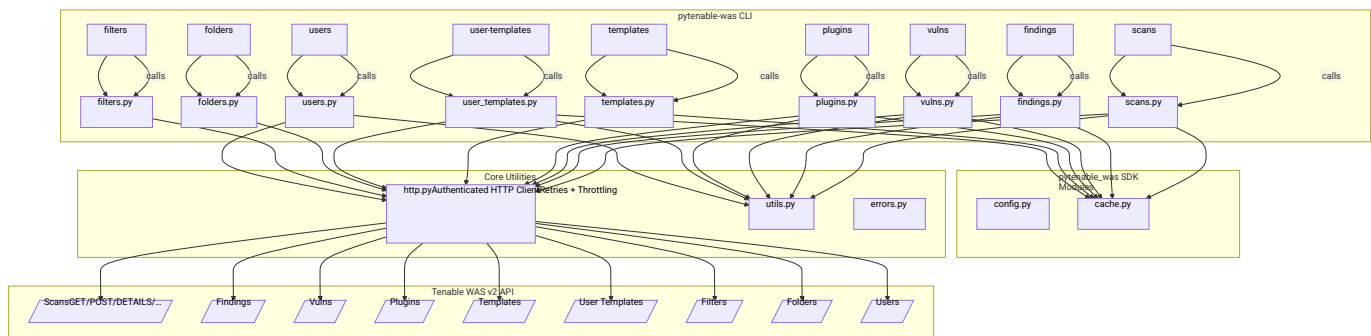 pytenable-was CLI
filters
folders
users
user-templates
templates
plugins
vulns
findings
scans
calls
calls
calls
calls
calls
calls
calls
calls
calls
filters.py
folders.py
users.py
user_templates.py
templates.py
plugins.py
vulns.py
findings.py
scans.py
Core Utilities
pytenable_was SDK
Modules
http.pyAuthenticated HTTP ClientRetries + Throttling
utils.py
errors.py
config.py
cache.py
Tenable WAS v2 API
ScansGET/POST/DETAILS/...
Findings
Vulns
Plugins
Templates
User Templates
Filters
Folders
Users